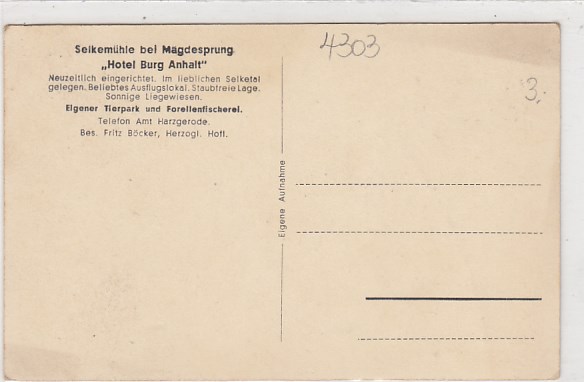 Selkemühle bei Mägdesprung
„Hotel Burg Anhalt"
Neuzeitlich eingerichtet. Im lieblichen Selketal
gelegen. Beliebtes Ausflugslokal. Staubfreie Lage.
Sonnige Liegewiesen.
Eigener Tierpark und Forellenfischerei.
Telefon Amt Harzgerode.
Bes. Fritz Böcker, Herzogl. Hofl.
4303
3.-
Eigene Aufnahme